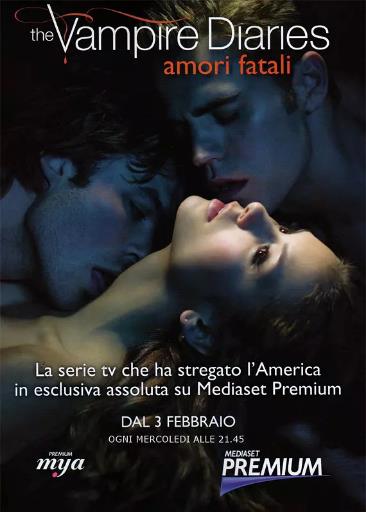 the Vampire Diaries
amori fatali
La serie tv che ha stregato l'America
in esclusiva assoluta su Mediaset Premium
DAL 3 FEBBRAIO
OGNI MERCOLEDI ALLE 21.45
PREMIUM
mya
MEDIASET
PREMIUM